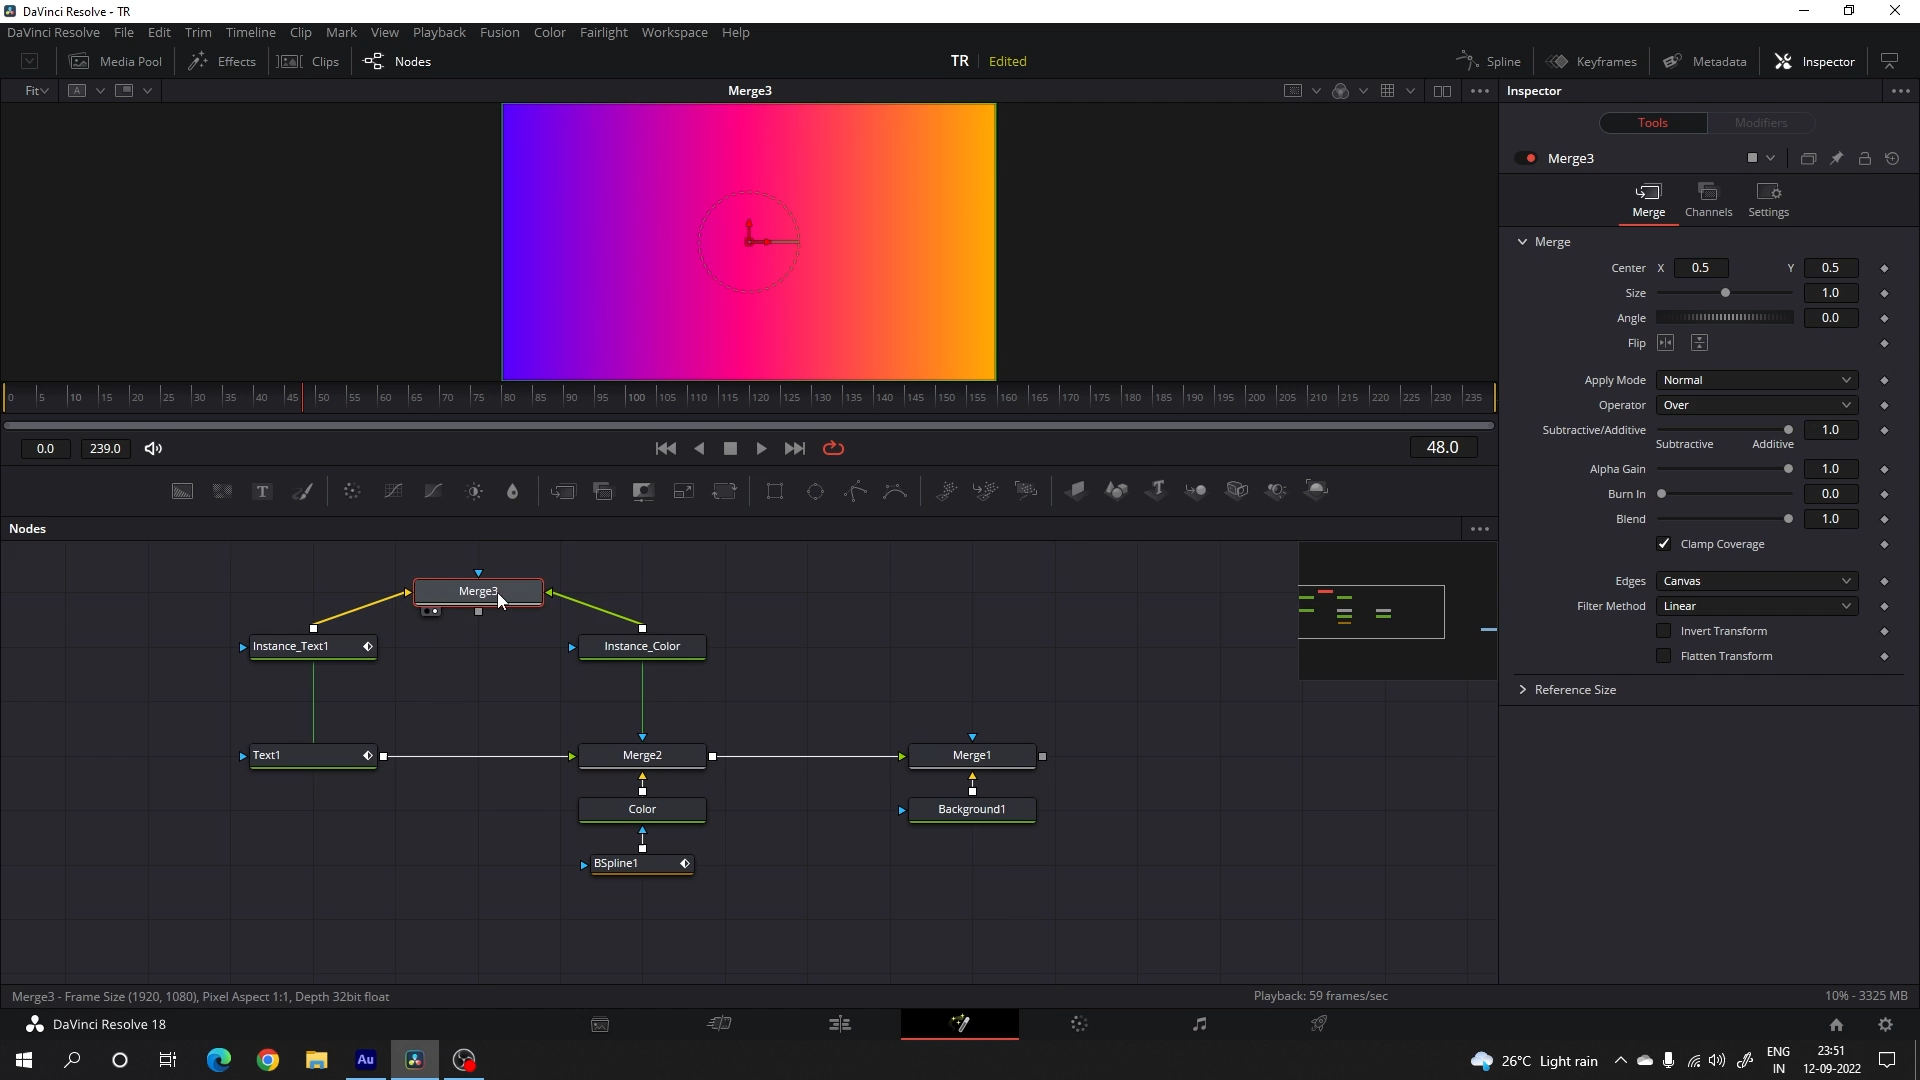 DaVinci Resolve - TR
DaVinci Resolve File Edit Trim Timeline Clip Mark View Playback Fusion Color Fairlight Workspace Help
Media Pool Effects Clips Nodes TR Edited Spline Keyframes Metadata Inspector
Fit A Merge3 Inspector
Tools Modifiers
Merge3
Merge Channels Settings
Merge
Center X 0.5 Y 0.5
Size 1.0
Angle 0.0
Flip
Apply Mode Normal
Operator Over
Subtractive/Additive 1.0
Subtractive Additive
Alpha Gain 1.0
Burn In 0.0
Blend 1.0
Clamp Coverage
Edges Canvas
Filter Method Linear
Invert Transform
Flatten Transform
Reference Size
0 5 10 15 20 25 30 35 40 45 50 55 60 65 70 75 80 85 90 95 100 105 110 115 120 125 130 135 140 145 150 155 160 165 170 175 180 185 190 195 200 205 210 215 220 225 230 235
0.0 239.0 48.0
T T
Nodes
Merge3
Instance_Text1 Instance_Color
Text1 Merge2 Merge1
Color Background1
BSpline1
Merge3 - Frame Size (1920, 1080), Pixel Aspect 1:1, Depth 32bit float Playback: 59 frames/sec 10% - 3325 MB
DaVinci Resolve 18
Au 26°C Light rain ENG 23:51
IN 12-09-2022